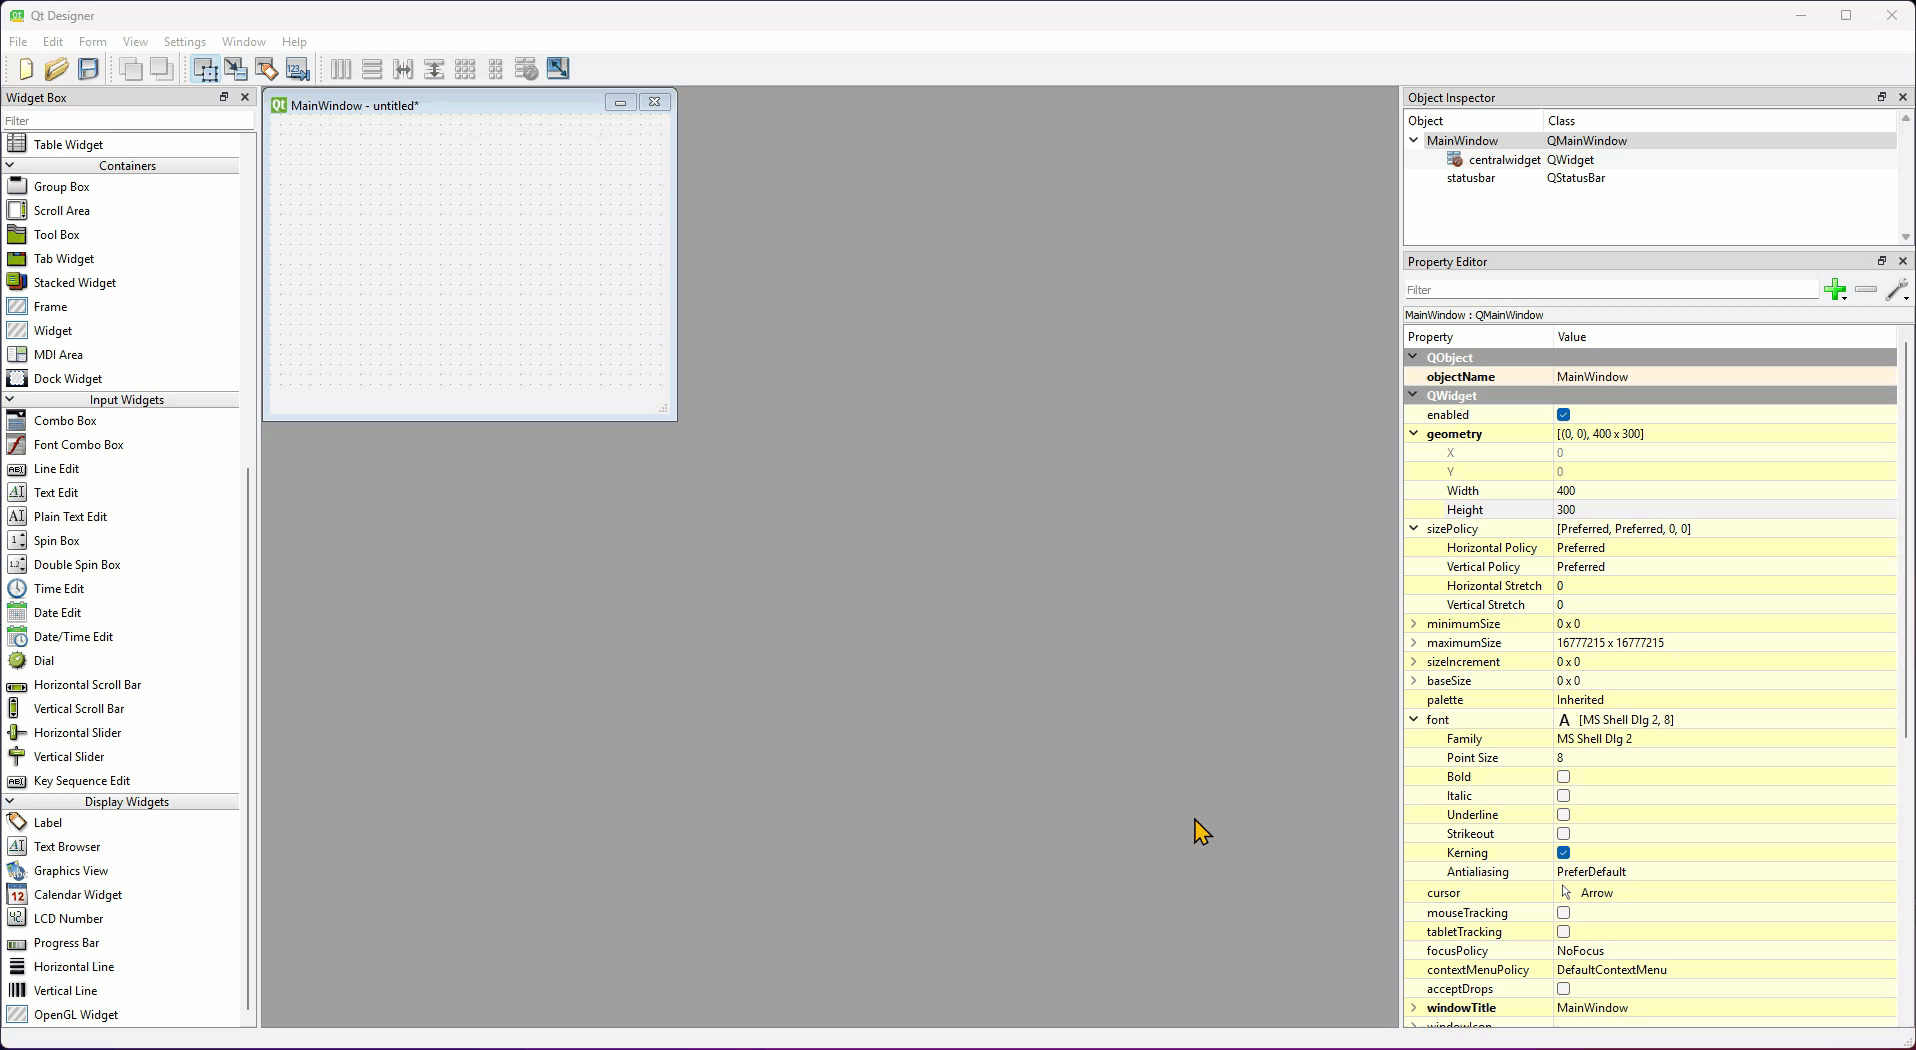 Qt Designer
File Edit Form View Settings Window Help
Widget Box
Filter
Table Widget
Containers
Group Box
Scroll Area
Tool Box
Tab Widget
Stacked Widget
Frame
Widget
MDI Area
Dock Widget
Input Widgets
Combo Box
Font Combo Box
Line Edit
Text Edit
Plain Text Edit
Spin Box
Double Spin Box
Time Edit
Date Edit
Date/Time Edit
Dial
Horizontal Scroll Bar
Vertical Scroll Bar
Horizontal Slider
Vertical Slider
Key Sequence Edit
Display Widgets
Label
Text Browser
Graphics View
Calendar Widget
LCD Number
Progress Bar
Horizontal Line
Vertical Line
OpenGL Widget
MainWindow - untitled*
Object Inspector
Object Class
MainWindow QMainWindow
centralwidget QWidget
statusbar QStatusBar
Property Editor
Filter
MainWindow : QMainWindow
Property Value
QObject
objectName MainWindow
QWidget
enabled
geometry [(0, 0), 400 x 300]
X 0
Y 0
Width 400
Height 300
sizePolicy [Preferred, Preferred, 0, 0]
Horizontal Policy Preferred
Vertical Policy Preferred
Horizontal Stretch 0
Vertical Stretch 0
minimumSize 0 x 0
maximumSize 16777215 x 16777215
sizeIncrement 0 x 0
baseSize 0 x 0
palette Inherited
font A [MS Shell Dlg 2, 8]
Family MS Shell Dlg 2
Point Size 8
Bold
Italic
Underline
Strikeout
Kerning
Antialiasing PreferDefault
cursor Arrow
mouseTracking
tabletTracking
focusPolicy NoFocus
contextMenuPolicy DefaultContextMenu
acceptDrops
windowTitle MainWindow
windowIcon